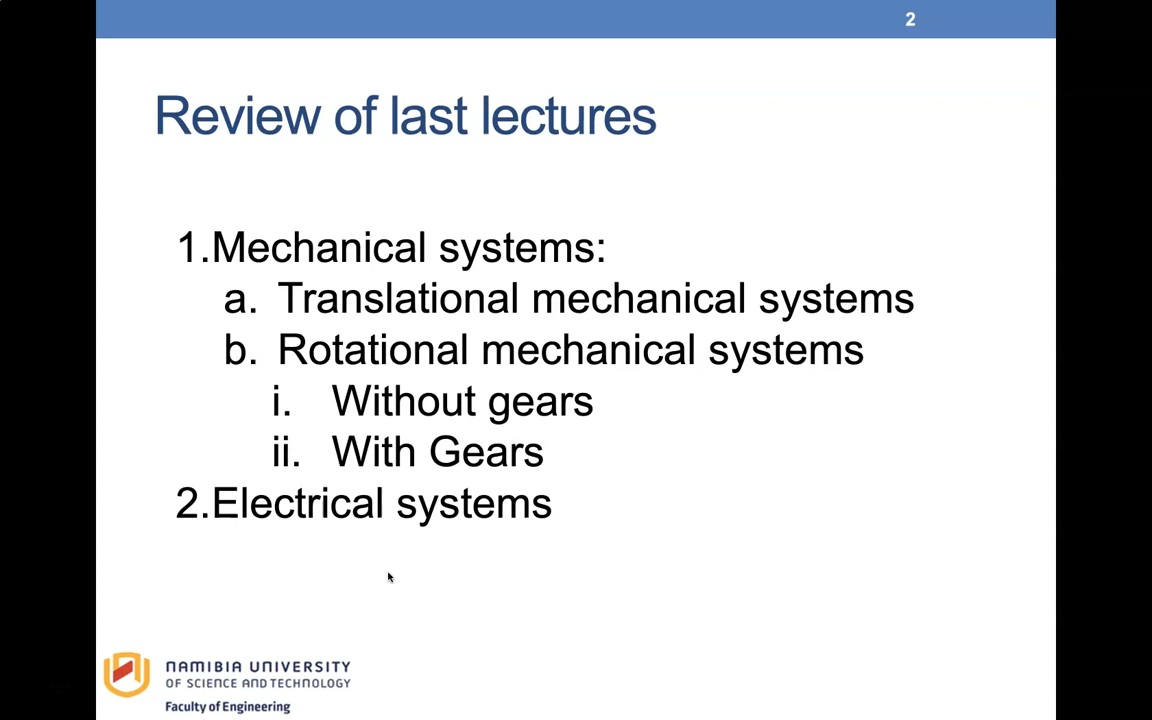 2
Review of last lectures
1.Mechanical systems:
a. Translational mechanical systems
b. Rotational mechanical systems
i. Without gears
ii. With Gears
2.Electrical systems
NAMIBIA UNIVERSITY
OF SCIENCE AND TECHNOLOGY
Faculty of Engineering